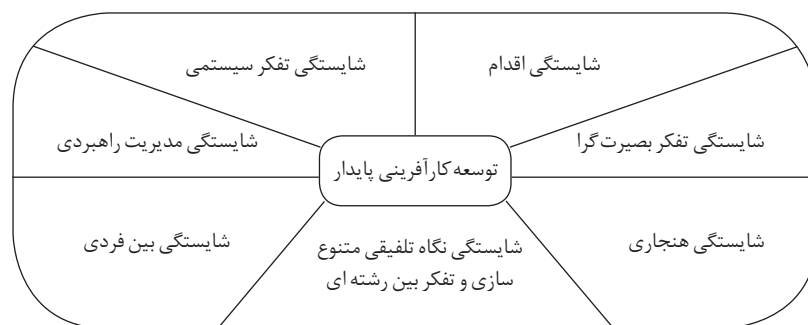 شایستگی اقدام
شایستگی تفکر سیستمی
شایستگی تفکر بصیرت‌گرا
شایستگی مدیریت راهبردی
توسعه کارآفرینی پایدار
شایستگی هنجاری
شایستگی نگاه تلفیقی متنوع
سازی و تفکر بین رشته ای
شایستگی بین فردی